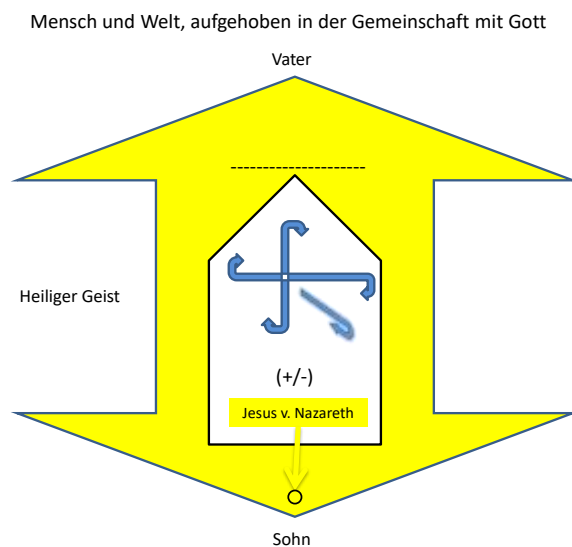 Mensch und Welt, aufgehoben in der Gemeinschaft mit Gott
Vater
Heiliger Geist
(+/-)
Jesus v. Nazareth
Sohn